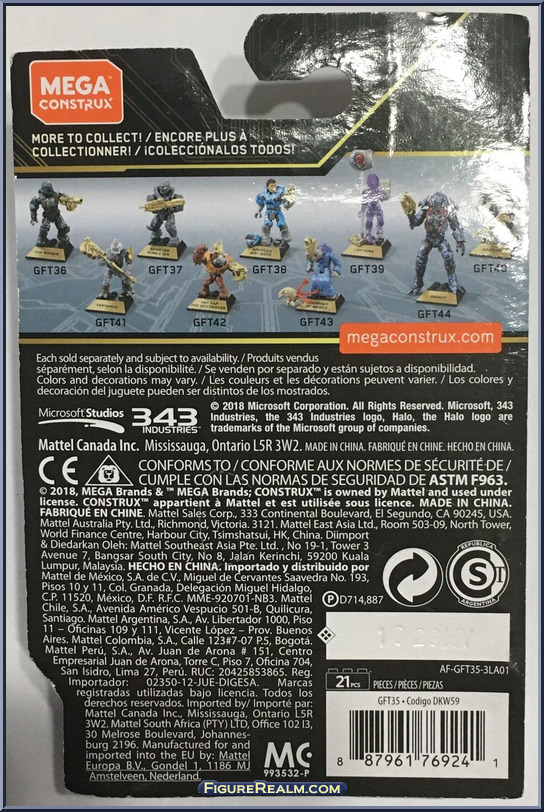 MEGA
CONSTRUX™
MORE TO COLLECT! / ENCORE PLUS À
COLLECTIONNER! / ¡COLECCIÓNALOS TODOS!
GFT36
GFT37
GFT38
GFT39
GFT40
GFT41
GFT42
GFT43
GFT44
megaconstrux.com
Each sold separately and subject to availability. / Produits vendus
séparément, selon la disponibilité. / Se venden por separado y están sujetos a disponibilidad.
Colors and decorations may vary. / Les couleurs et les décorations peuvent varier. / Los colores y
decoración del juguete pueden ser distintos de los mostrados.
Microsoft Studios
343
INDUSTRIES™
© 2018 Microsoft Corporation. All Rights Reserved. Microsoft, 343
Industries, the 343 Industries logo, Halo, the Halo logo are
trademarks of the Microsoft group of companies.
Mattel Canada Inc. Mississauga, Ontario L5R 3W2. MADE IN CHINA. FABRIQUÉ EN CHINE. HECHO EN CHINA.
CE
CONFORMS TO / CONFORME AUX NORMES DE SÉCURITÉ DE /
CUMPLE CON LAS NORMAS DE SEGURIDAD DE ASTM F963.
© 2018, MEGA Brands & ™ MEGA Brands; CONSTRUX™ is owned by Mattel and used under
license. CONSTRUX™ appartient à Mattel et est utilisée sous licence. MADE IN CHINA.
FABRIQUÉ EN CHINE. Mattel Sales Corp., 333 Continental Boulevard, El Segundo, CA 90245, USA.
Mattel Australia Pty. Ltd., Richmond, Victoria. 3121. Mattel East Asia Ltd., Room 503-09, North Tower,
World Finance Centre, Harbour City, Tsimshatsui, HK, China. Diimport
& Diedarkan Oleh: Mattel Southeast Asia Pte. Ltd. , No 19-1, Tower 3
Avenue 7, Bangsar South City, No 8, Jalan Kerinchi, 59200 Kuala
Lumpur, Malaysia. HECHO EN CHINA. Importado y distribuido por
Mattel de México, S.A. de C.V., Miguel de Cervantes Saavedra No. 193,
Pisos 10 y 11, Col. Granada, Delegación Miguel Hidalgo,
C.P. 11520, México, D.F. R.F.C. MME-920701-NB3. Mattel
Chile, S.A., Avenida Américo Vespucio 501-B, Quilicura,
Santiago. Mattel Argentina, S.A., Av. Libertador 1000, Piso
11 – Oficinas 109 y 111, Vicente López – Prov. Buenos
Aires. Mattel Colombia, S.A., Calle 123#7-07 P.5, Bogotá.
Mattel Perú, S.A., Av. Juan de Arona # 151, Centro
Empresarial Juan de Arona, Torre C, Piso 7, Oficina 704,
San Isidro, Lima 27, Perú. RUC: 20425853865. Reg.
Importador: 02350-12-JUE-DIGESA. Marcas
registradas utilizadas bajo licencia. Todos los
derechos reservados. Imported by/ Importé par:
Mattel Canada Inc., Mississauga, Ontario L5R
3W2. Mattel South Africa (PTY) LTD, Office 102 I3,
30 Melrose Boulevard, Johannes-
burg 2196. Manufactured for and
imported into the EU by: Mattel
Europa B.V., Gondel 1, 1186 MJ
Amstelveen, Nederland.
REPUBLICA
S
ARGENTINA
P D714,887
AF-GFT35-3LA01
21 PCS PIECES / PIÈCES / PIEZAS
GFT35 • Codigo DKW59
8 87961 76924 1
MC
993532-P
FigureRealm.com